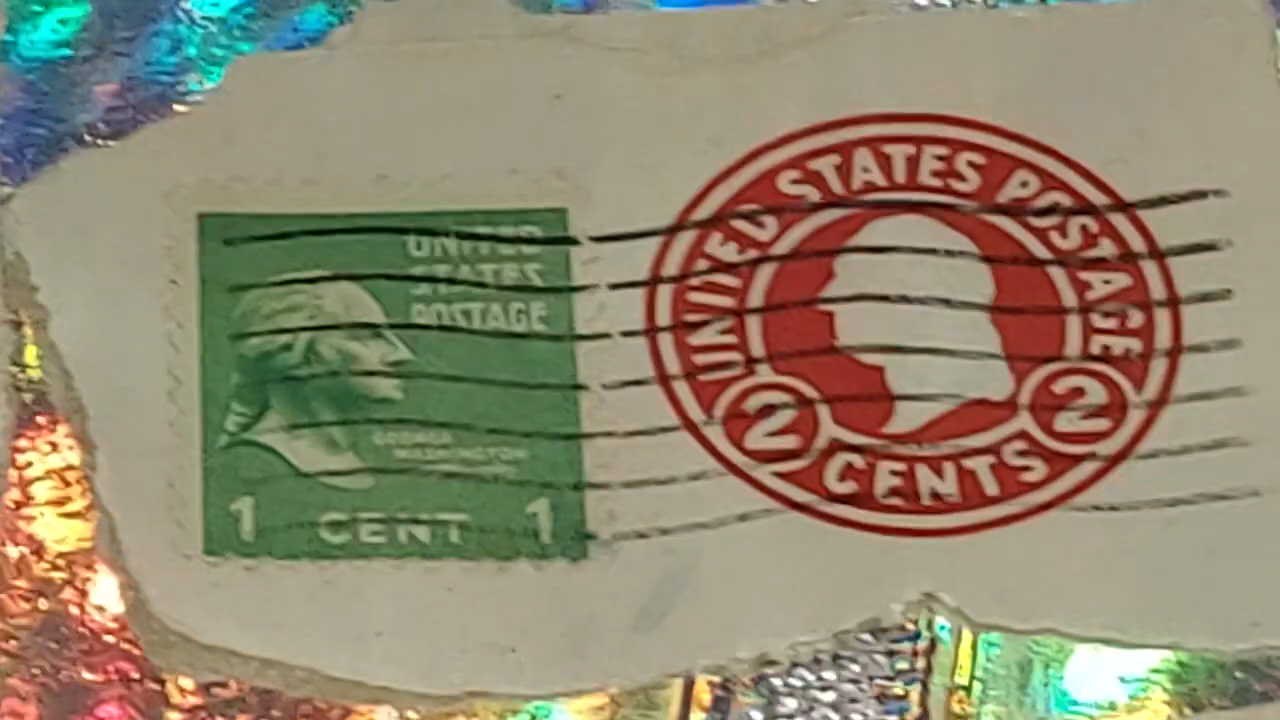 UNITED
STATES
POSTAGE
GEORGE
WASHINGTON
1 CENT 1
UNITED STATES POSTAGE
2 2
CENTS